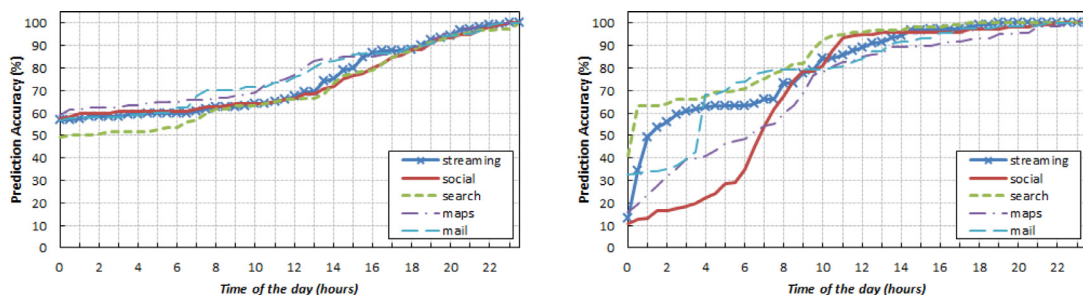 Prediction Accuracy (%)
100
90
80
70
60
50
40
30
20
10
0
streaming
social
search
maps
mail
0 2 4 6 8 10 12 14 16 18 20 22
Time of the day (hours)
Prediction Accuracy (%)
100
90
80
70
60
50
40
30
20
10
0
streaming
social
search
maps
mail
0 2 4 6 8 10 12 14 16 18 20 22
Time of the day (hours)